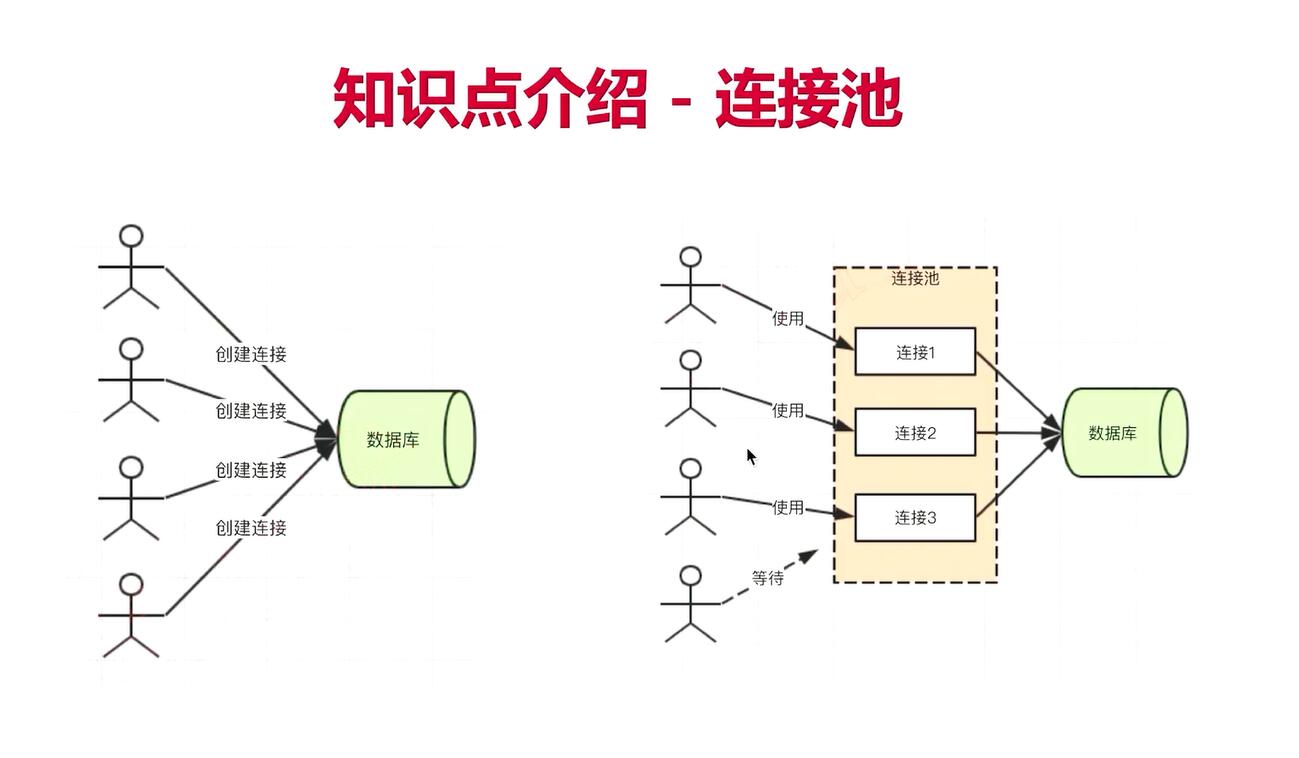 知识点介绍 - 连接池
创建连接
创建连接
创建连接
创建连接
数据库
连接池
使用
连接1
使用
连接2
数据库
使用
连接3
等待